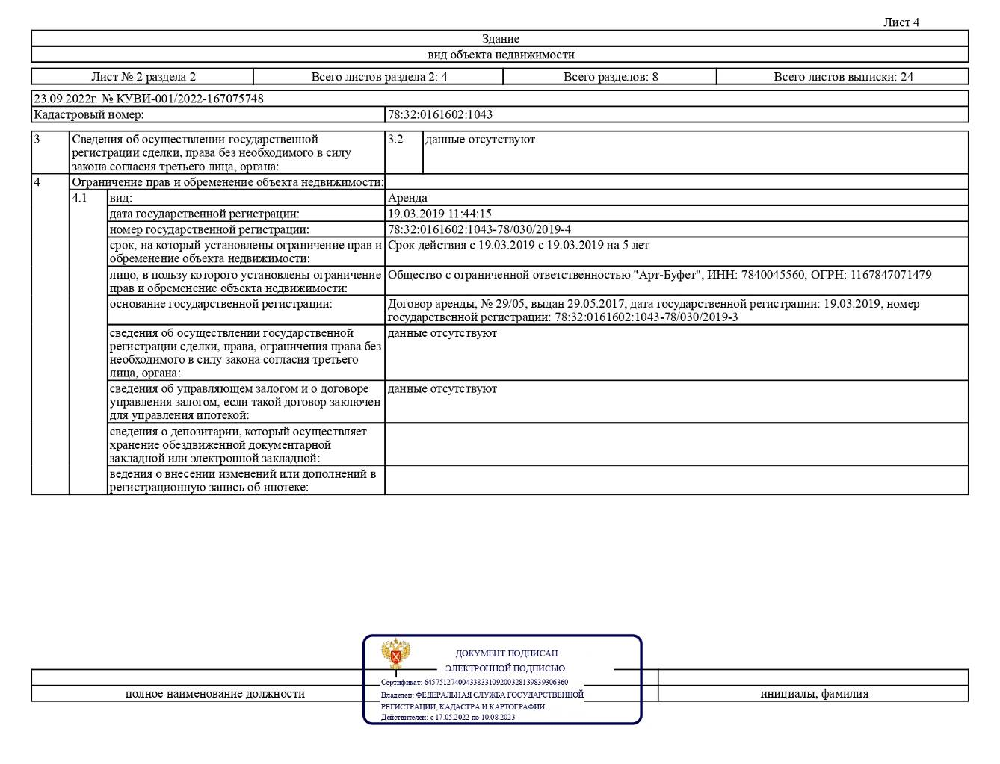 Лист 4
Здание
вид объекта недвижимости
Лист № 2 раздела 2
Всего листов раздела 2: 4
Всего разделов: 8
Всего листов выписки: 24
23.09.2022г. № КУВИ-001/2022-167075748
Кадастровый номер:
78:32:0161602:1043
3
Сведения об осуществлении государственной
регистрации сделки, права без необходимого в силу
закона согласия третьего лица, органа:
3.2
данные отсутствуют
4
Ограничение прав и обременение объекта недвижимости:
4.1
вид:
Аренда
дата государственной регистрации:
19.03.2019 11:44:15
номер государственной регистрации:
78:32:0161602:1043-78/030/2019-4
срок, на который установлены ограничение прав и
обременение объекта недвижимости:
Срок действия с 19.03.2019 с 19.03.2019 на 5 лет
лицо, в пользу которого установлены ограничение
прав и обременение объекта недвижимости:
Общество с ограниченной ответственностью "Арт-Буфет", ИНН: 7840045560, ОГРН: 1167847071479
основание государственной регистрации:
Договор аренды, № 29/05, выдан 29.05.2017, дата государственной регистрации: 19.03.2019, номер
государственной регистрации: 78:32:0161602:1043-78/030/2019-3
сведения об осуществлении государственной
регистрации сделки, права, ограничения права без
необходимого в силу закона согласия третьего
лица, органа:
данные отсутствуют
сведения об управляющем залогом и о договоре
управления залогом, если такой договор заключен
для управления ипотекой:
данные отсутствуют
сведения о депозитарии, который осуществляет
хранение обездвиженной документарной
закладной или электронной закладной:
ведения о внесении изменений или дополнений в
регистрационную запись об ипотеке:
ДОКУМЕНТ ПОДПИСАН
ЭЛЕКТРОННОЙ ПОДПИСЬЮ
Сертификат: 645751274004338331092003281398393​06360
Владелец: ФЕДЕРАЛЬНАЯ СЛУЖБА ГОСУДАРСТВЕННОЙ
РЕГИСТРАЦИИ, КАДАСТРА И КАРТОГРАФИИ
Действителен: с 17.05.2022 по 10.08.2023
полное наименование должности
инициалы, фамилия